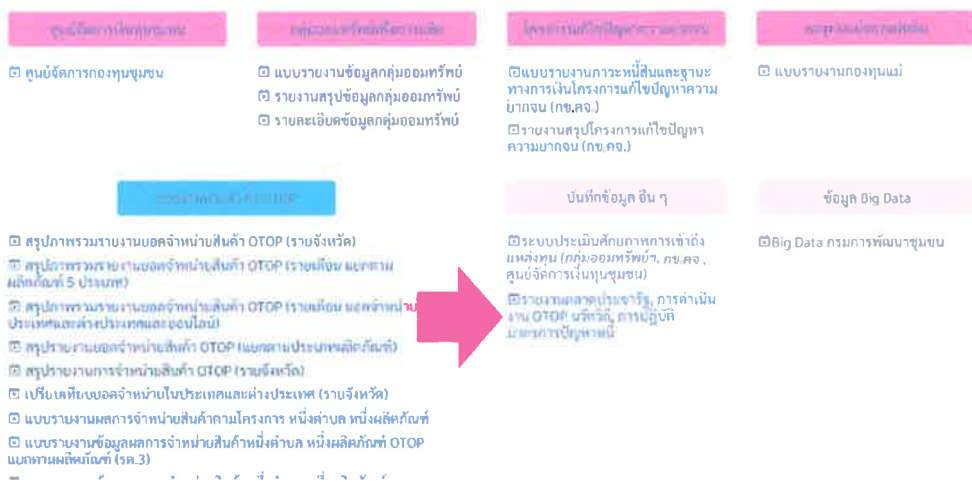 ศูนย์จัดการกองทุนชุมชน
แบบรายงานข้อมูลกลุ่มออมทรัพย์
รายงานสรุปข้อมูลกลุ่มออมทรัพย์
รายละเอียดข้อมูลกลุ่มออมทรัพย์
แบบรายงานภาวะหนี้สินและฐานะ
ทางการเงินโครงการแก้ไขปัญหาความ
ยากจน (กข.คจ.)
รายงานสรุปโครงการแก้ไขปัญหา
ความยากจน (กข.คจ.)
แบบรายงานกองทุนแม่
บันทึกข้อมูล อื่น ๆ
ข้อมูล Big Data
สรุปภาพรวมรายงานยอดจำหน่ายสินค้า OTOP (รายจังหวัด)
สรุปภาพรวมรายงานยอดจำหน่ายสินค้า OTOP (รายเดือน แยกตาม
ผลิตภัณฑ์ 5 ประเภท)
สรุปภาพรวมรายงานยอดจำหน่ายสินค้า OTOP (รายเดือน ยอดจำหน่าย
ประเทศและต่างประเทศและออนไลน์)
สรุปรายงานยอดจำหน่ายสินค้า OTOP (แยกตามประเภทผลิตภัณฑ์)
สรุปรายงานการจำหน่ายสินค้า OTOP (รายจังหวัด)
เปรียบเทียบยอดจำหน่ายในประเทศและต่างประเทศ (รายจังหวัด)
แบบรายงานผลการจำหน่ายสินค้าตามโครงการ หนึ่งตำบล หนึ่งผลิตภัณฑ์
แบบรายงานข้อมูลผลการจำหน่ายสินค้าหนึ่งตำบล หนึ่งผลิตภัณฑ์ OTOP
แยกตามผลิตภัณฑ์ (รต.3)
ระบบประเมินศักยภาพการเข้าถึง
แหล่งทุน (กลุ่มออมทรัพย์ฯ, กข.คจ.,
ศูนย์จัดการเงินทุนชุมชน)
รายงานตลาดประชารัฐ, การดำเนิน
งาน OTOP นวัตวิถี, การปฏิบัติ
มาตรการปัญหาหนี้
Big Data กรมการพัฒนาชุมชน